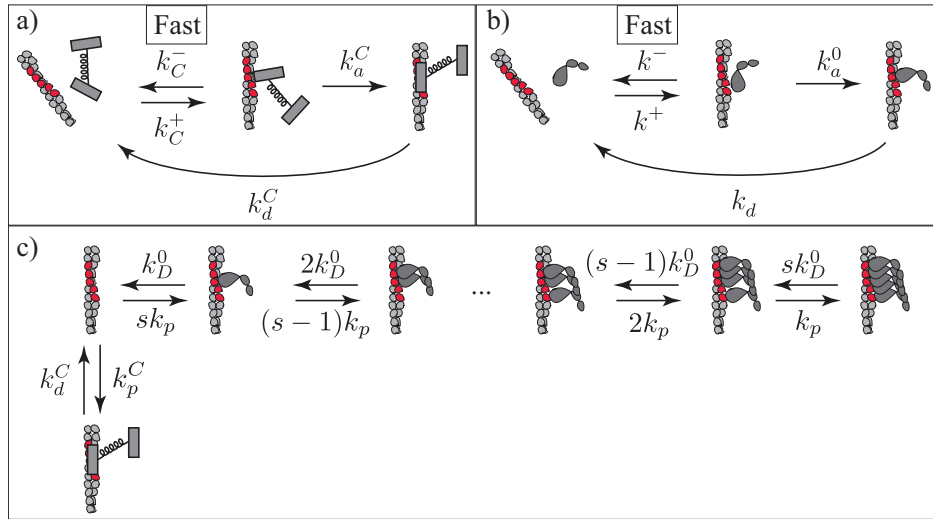 a)
Fast
k_C^-
k_C^+
k_a^C
k_d^C
b)
Fast
k^-
k^+
k_a^0
k_d
c)
k_D^0
sk_p
2k_D^0
(s − 1)k_p
...
(s − 1)k_D^0
2k_p
sk_D^0
k_p
k_d^C
k_p^C